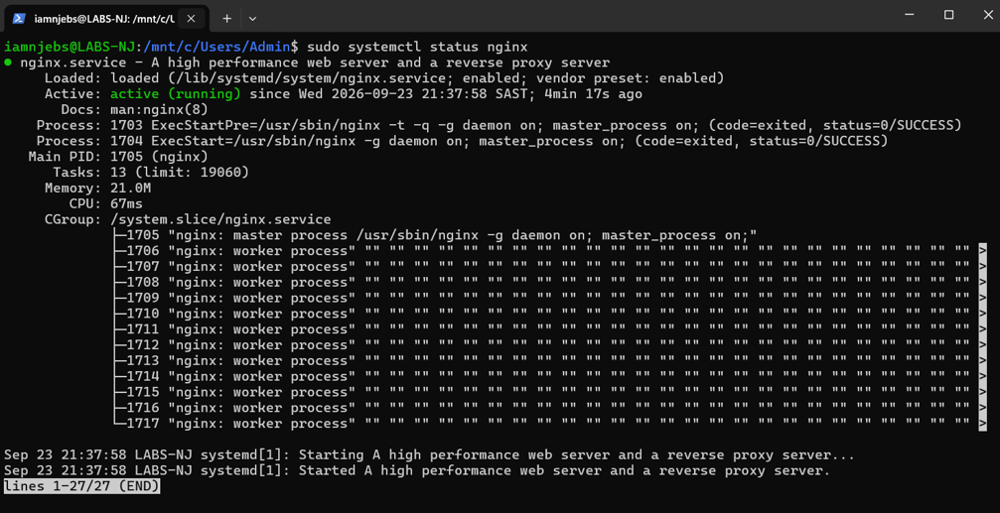 iamnjebs@LABS-NJ: /mnt/c/U
iamnjebs@LABS-NJ:/mnt/c/Users/Admin$ sudo systemctl status nginx
● nginx.service - A high performance web server and a reverse proxy server
Loaded: loaded (/lib/systemd/system/nginx.service; enabled; vendor preset: enabled)
Active: active (running) since Wed 2026-09-23 21:37:58 SAST; 4min 17s ago
Docs: man:nginx(8)
Process: 1703 ExecStartPre=/usr/sbin/nginx -t -q -g daemon on; master_process on; (code=exited, status=0/SUCCESS)
Process: 1704 ExecStart=/usr/sbin/nginx -g daemon on; master_process on; (code=exited, status=0/SUCCESS)
Main PID: 1705 (nginx)
Tasks: 13 (limit: 19060)
Memory: 21.0M
CPU: 67ms
CGroup: /system.slice/nginx.service
├─1705 "nginx: master process /usr/sbin/nginx -g daemon on; master_process on;"
├─1706 "nginx: worker process" "" "" "" "" "" "" "" "" "" "" "" "" "" "" "" "" "" "" "" "" "" "" "" "" "" >
├─1707 "nginx: worker process" "" "" "" "" "" "" "" "" "" "" "" "" "" "" "" "" "" "" "" "" "" "" "" "" "" >
├─1708 "nginx: worker process" "" "" "" "" "" "" "" "" "" "" "" "" "" "" "" "" "" "" "" "" "" "" "" "" "" >
├─1709 "nginx: worker process" "" "" "" "" "" "" "" "" "" "" "" "" "" "" "" "" "" "" "" "" "" "" "" "" "" >
├─1710 "nginx: worker process" "" "" "" "" "" "" "" "" "" "" "" "" "" "" "" "" "" "" "" "" "" "" "" "" "" >
├─1711 "nginx: worker process" "" "" "" "" "" "" "" "" "" "" "" "" "" "" "" "" "" "" "" "" "" "" "" "" "" >
├─1712 "nginx: worker process" "" "" "" "" "" "" "" "" "" "" "" "" "" "" "" "" "" "" "" "" "" "" "" "" "" >
├─1713 "nginx: worker process" "" "" "" "" "" "" "" "" "" "" "" "" "" "" "" "" "" "" "" "" "" "" "" "" "" >
├─1714 "nginx: worker process" "" "" "" "" "" "" "" "" "" "" "" "" "" "" "" "" "" "" "" "" "" "" "" "" "" >
├─1715 "nginx: worker process" "" "" "" "" "" "" "" "" "" "" "" "" "" "" "" "" "" "" "" "" "" "" "" "" "" >
├─1716 "nginx: worker process" "" "" "" "" "" "" "" "" "" "" "" "" "" "" "" "" "" "" "" "" "" "" "" "" "" >
└─1717 "nginx: worker process" "" "" "" "" "" "" "" "" "" "" "" "" "" "" "" "" "" "" "" "" "" "" "" "" "" >
Sep 23 21:37:58 LABS-NJ systemd[1]: Starting A high performance web server and a reverse proxy server...
Sep 23 21:37:58 LABS-NJ systemd[1]: Started A high performance web server and a reverse proxy server.
lines 1-27/27 (END)